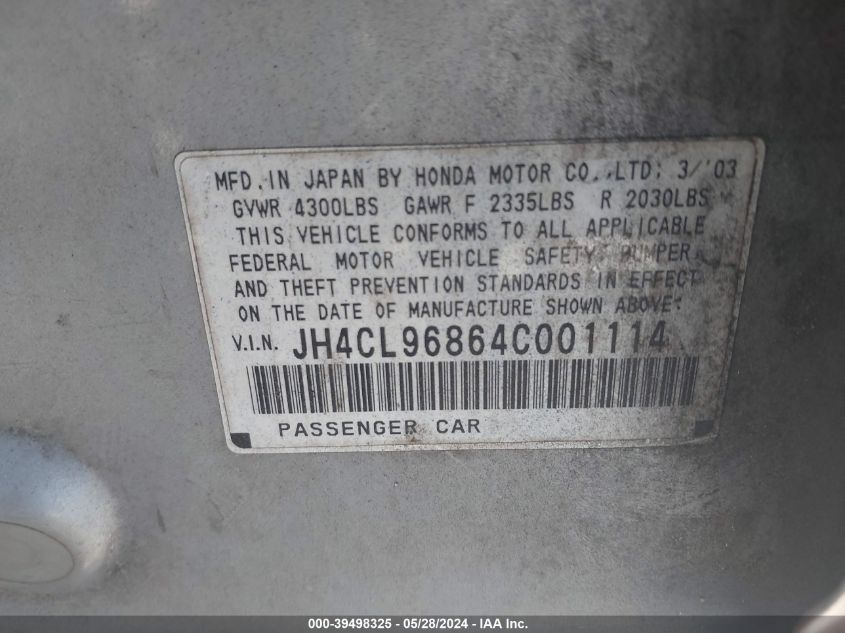 MFD. IN JAPAN BY HONDA MOTOR CO., LTD; 3/'03
GVWR 4300LBS GAWR F 2335LBS R 2030LBS
THIS VEHICLE CONFORMS TO ALL APPLICABLE
FEDERAL MOTOR VEHICLE SAFETY BUMPER
AND THEFT PREVENTION STANDARDS IN EFFECT
ON THE DATE OF MANUFACTURE SHOWN ABOVE.
V.I.N. JH4CL96864C001114
PASSENGER CAR
000-39498325 - 05/28/2024 - IAA Inc.